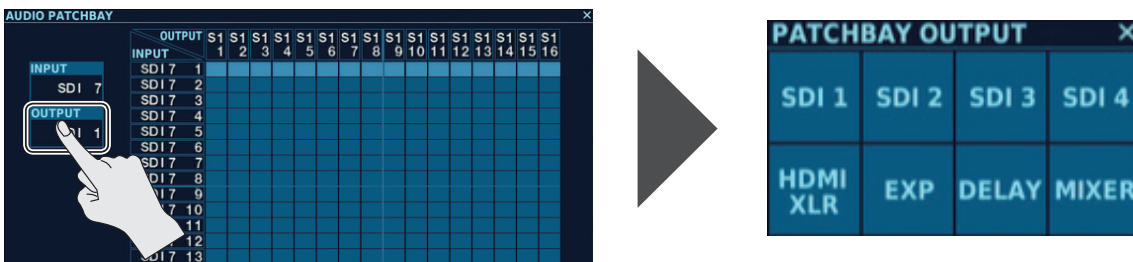 AUDIO PATCHBAY ×
OUTPUT S1 S1 S1 S1 S1 S1 S1 S1 S1 S1 S1 S1 S1 S1 S1 S1
INPUT 1 2 3 4 5 6 7 8 9 10 11 12 13 14 15 16
INPUT
SDI 7
OUTPUT
1
SDI 7 1
SDI 7 2
SDI 7 3
SDI 7 4
SDI 7 5
SDI 7 6
SDI 7 7
SDI 7 8
SDI 7 9
7 10
11
12
SDI 7 13
PATCHBAY OUTPUT ×
SDI 1 SDI 2 SDI 3 SDI 4
HDMI
XLR EXP DELAY MIXER